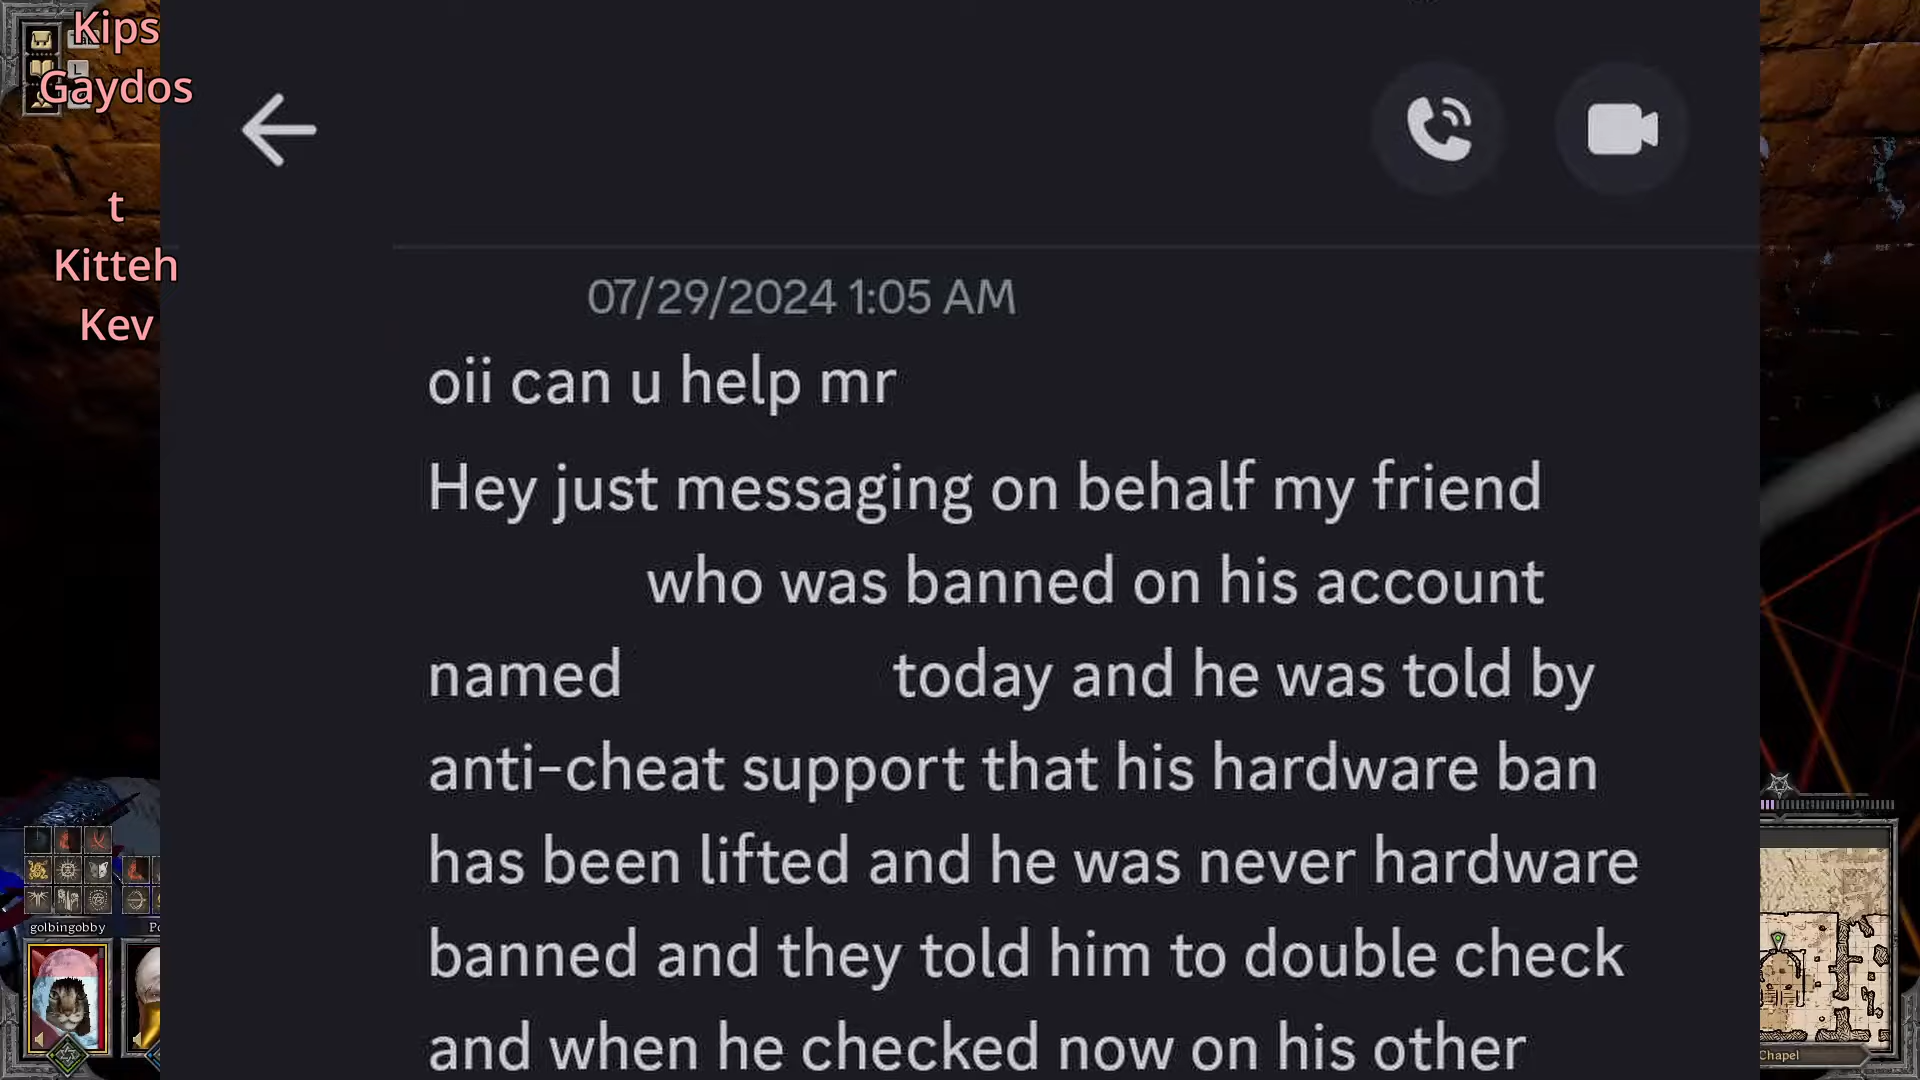 Kips
Gaydos
t
Kitteh
Kev
07/29/2024 1:05 AM
oii can u help mr
Hey just messaging on behalf my friend
who was banned on his account
named today and he was told by
anti-cheat support that his hardware ban
has been lifted and he was never hardware
banned and they told him to double check
and when he checked now on his other
golbingobby
Po
Chapel